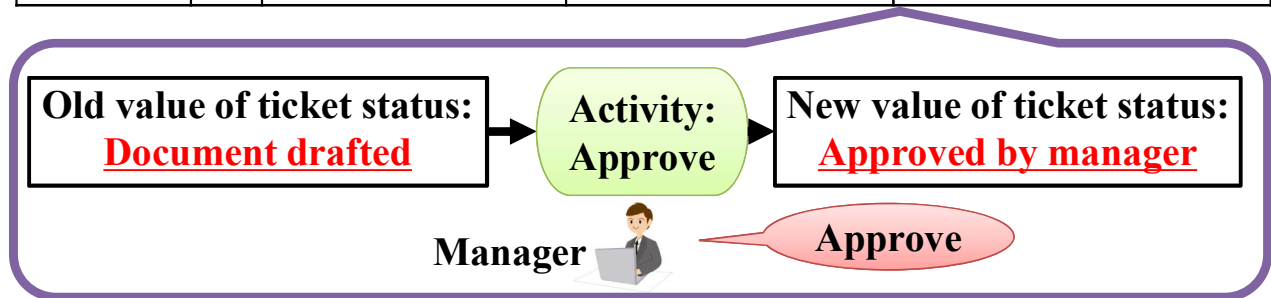 Old value of ticket status:
Document drafted
Activity:
Approve
New value of ticket status:
Approved by manager
Manager
Approve